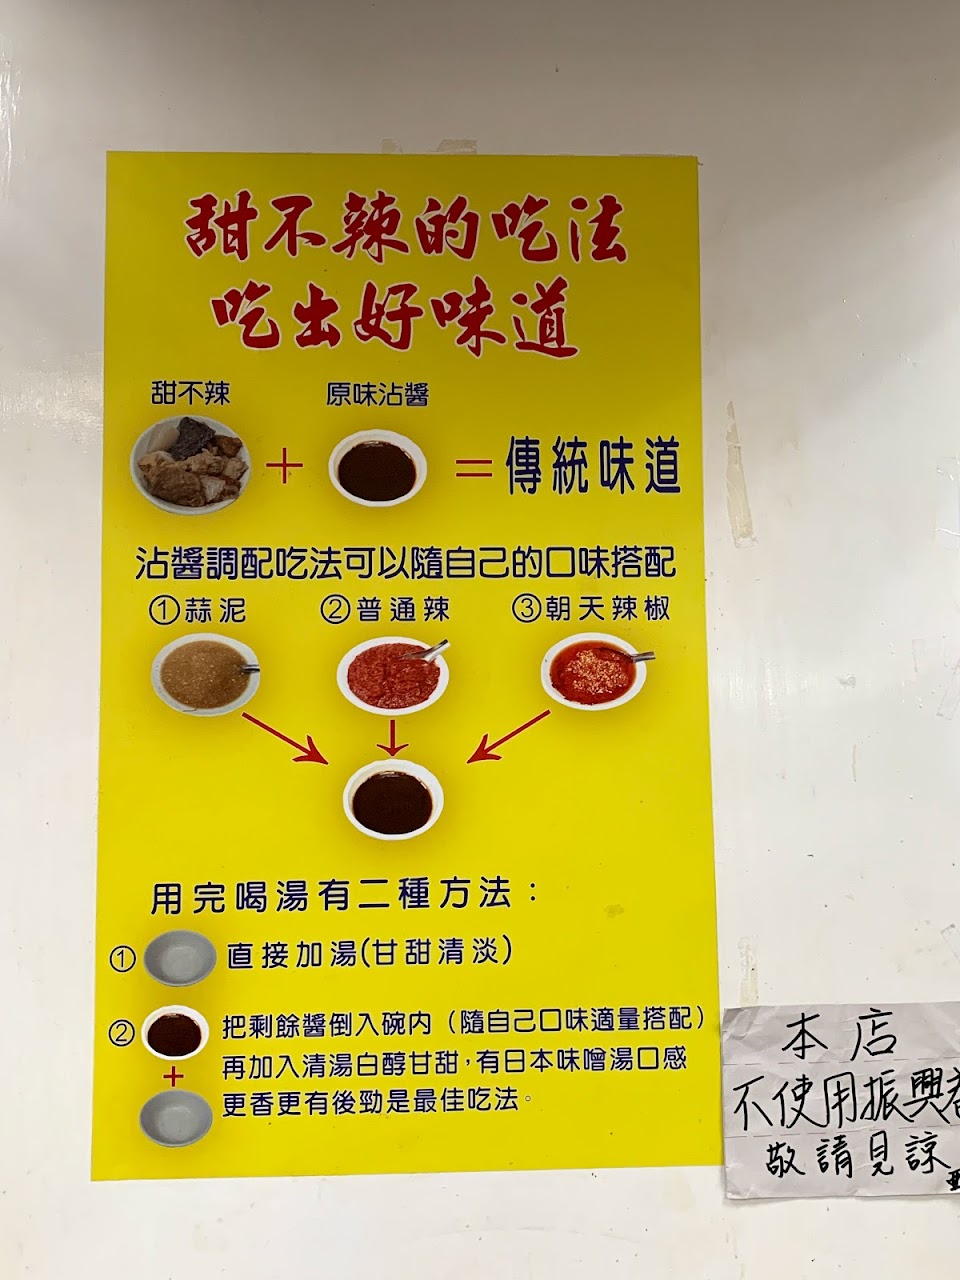 甜不辣的吃法
吃出好味道
甜不辣
原味沾醬
+
=
傳統味道
沾醬調配吃法可以隨自己的口味搭配
①蒜泥
②普通辣
③朝天辣椒
用完喝湯有二種方法：
①直接加湯(甘甜清淡)
②把剩餘醬倒入碗內（隨自己口味適量搭配）
+
再加入清湯白醇甘甜，有日本味噌湯口感
更香更有後勁是最佳吃法。
本店
不使用振興
敬請見諒